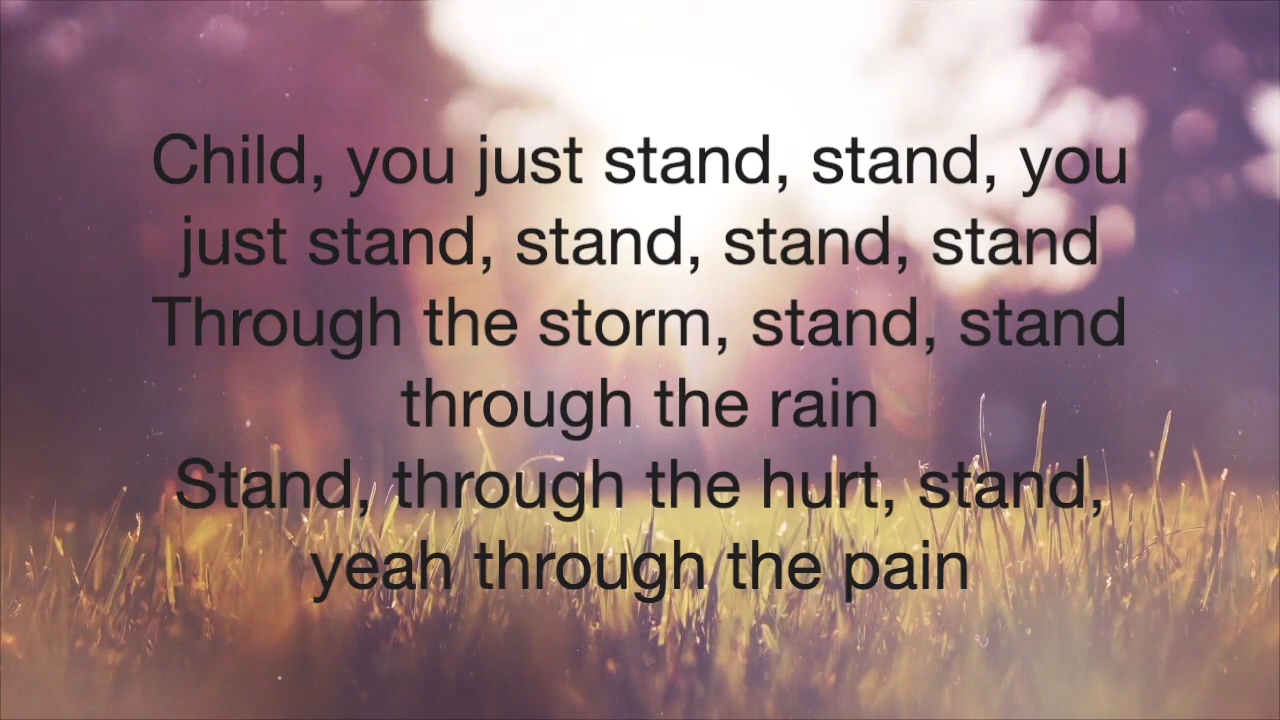 Child, you just stand, stand, you
just stand, stand, stand, stand
Through the storm, stand, stand
through the rain
Stand, through the hurt, stand,
yeah through the pain